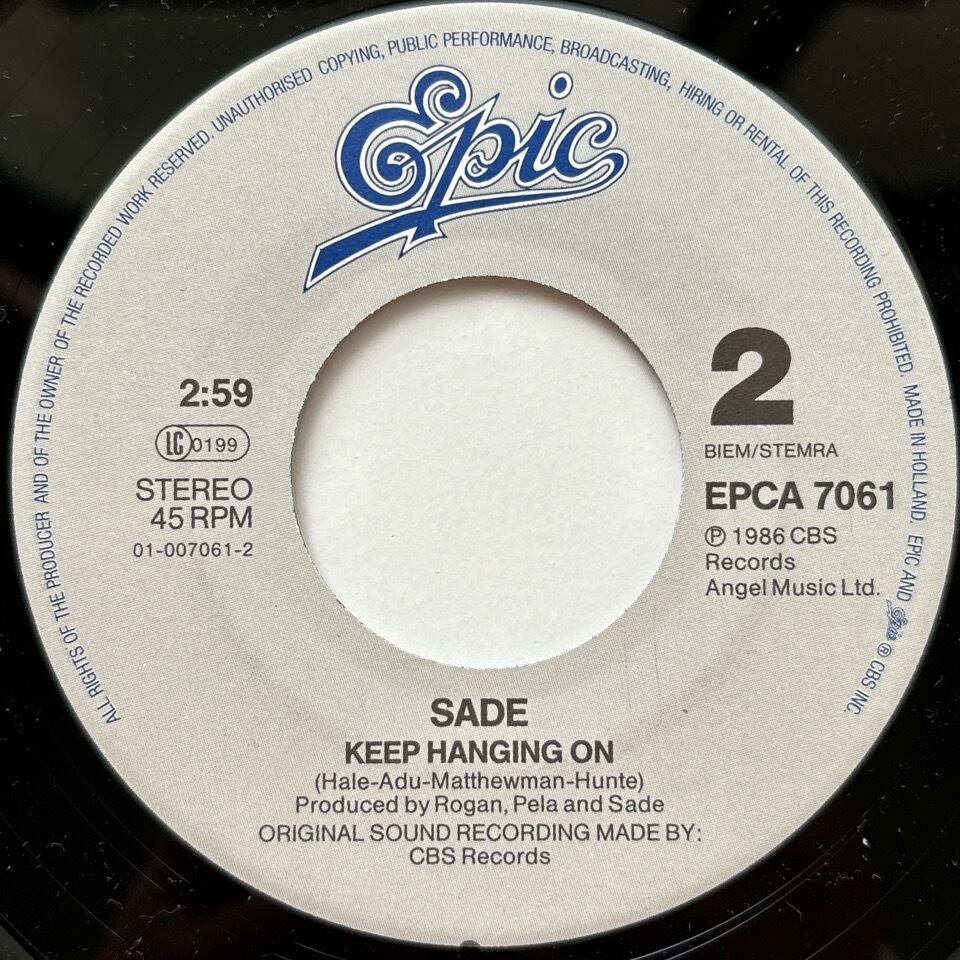 ALL RIGHTS OF THE PRODUCER AND OF THE OWNER OF THE RECORDED WORK RESERVED. UNAUTHORISED COPYING, PUBLIC PERFORMANCE, BROADCASTING, HIRING OR RENTAL OF THIS RECORDING PROHIBITED. MADE IN HOLLAND. EPIC AND Epic ® CBS INC.
Epic
2:59
LC 0199
STEREO
45 RPM
01-007061-2
2
BIEM/STEMRA
EPCA 7061
℗ 1986 CBS
Records
Angel Music Ltd.
SADE
KEEP HANGING ON
(Hale-Adu-Matthewman-Hunte)
Produced by Rogan, Pela and Sade
ORIGINAL SOUND RECORDING MADE BY:
CBS Records